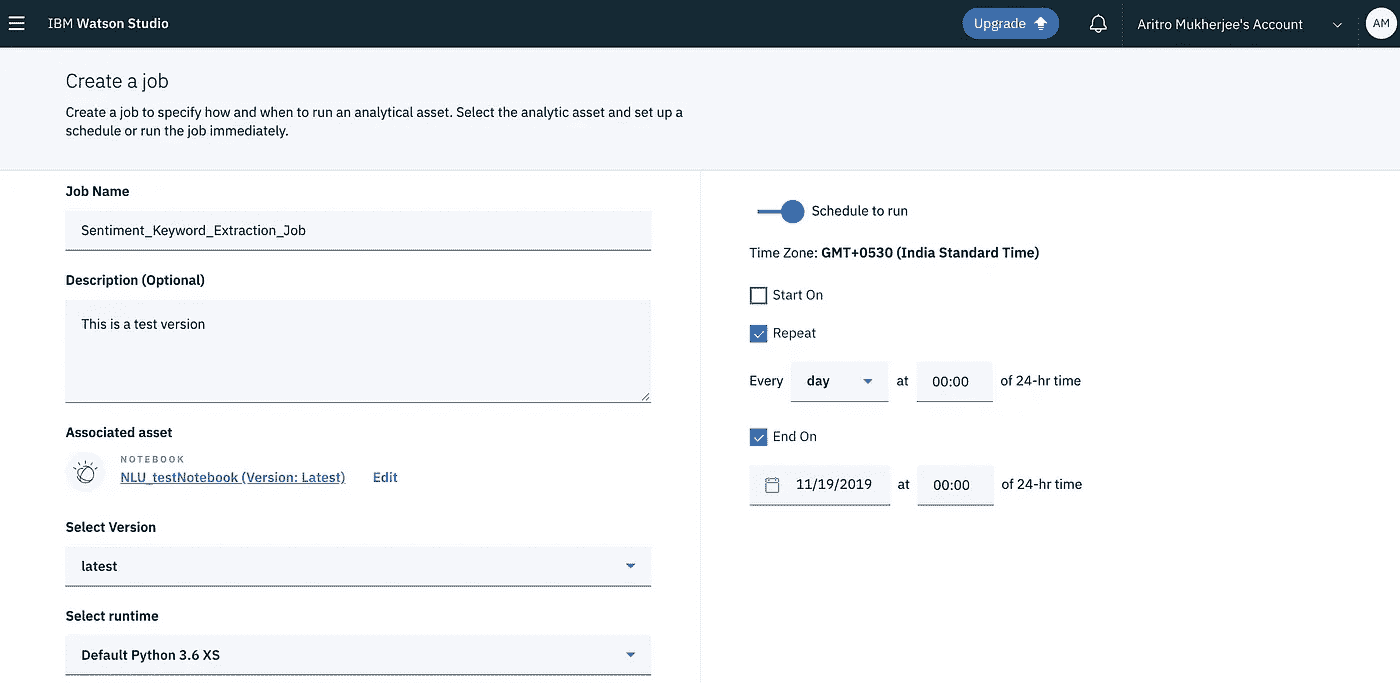 IBM Watson Studio
Upgrade
Aritro Mukherjee's Account
AM
Create a job
Create a job to specify how and when to run an analytical asset. Select the analytic asset and set up a
schedule or run the job immediately.
Job Name
Sentiment_Keyword_Extraction_Job
Description (Optional)
This is a test version
Associated asset
NOTEBOOK
NLU_testNotebook (Version: Latest)
Edit
Select Version
latest
Select runtime
Default Python 3.6 XS
Schedule to run
Time Zone: GMT+0530 (India Standard Time)
Start On
Repeat
Every day at 00:00 of 24-hr time
End On
11/19/2019 at 00:00 of 24-hr time